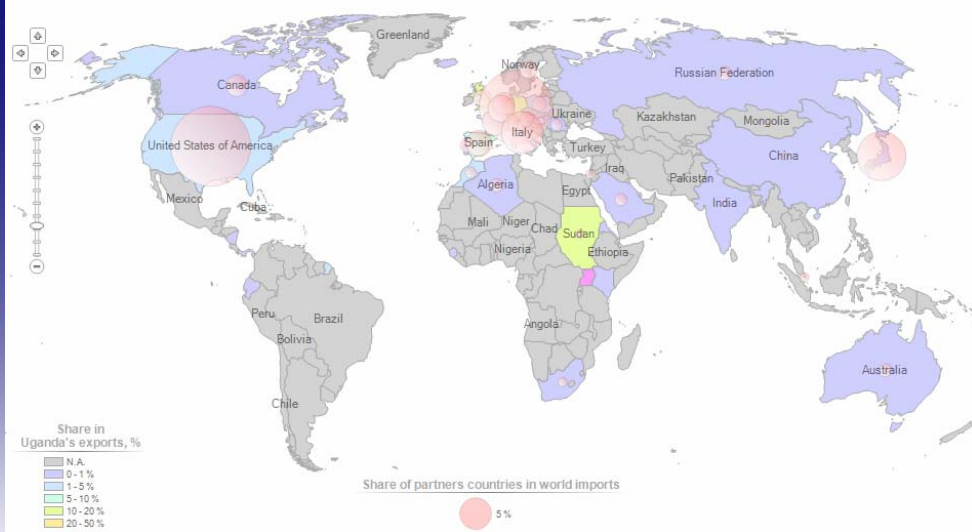 Greenland
Norway
Canada
Russian Federation
Ukraine
Kazakhstan
Mongolia
United States of America
Spain
Italy
Turkey
China
Iraq
Pakistan
Algeria
Egypt
India
Mexico
Cuba
Mali
Niger
Chad
Sudan
Nigeria
Ethiopia
Peru
Brazil
Angola
Bolivia
Australia
Chile
Share in
Uganda's exports, %
N.A.
0 - 1 %
1 - 5 %
5 - 10 %
10 - 20 %
20 - 50 %
Share of partners countries in world imports
5 %